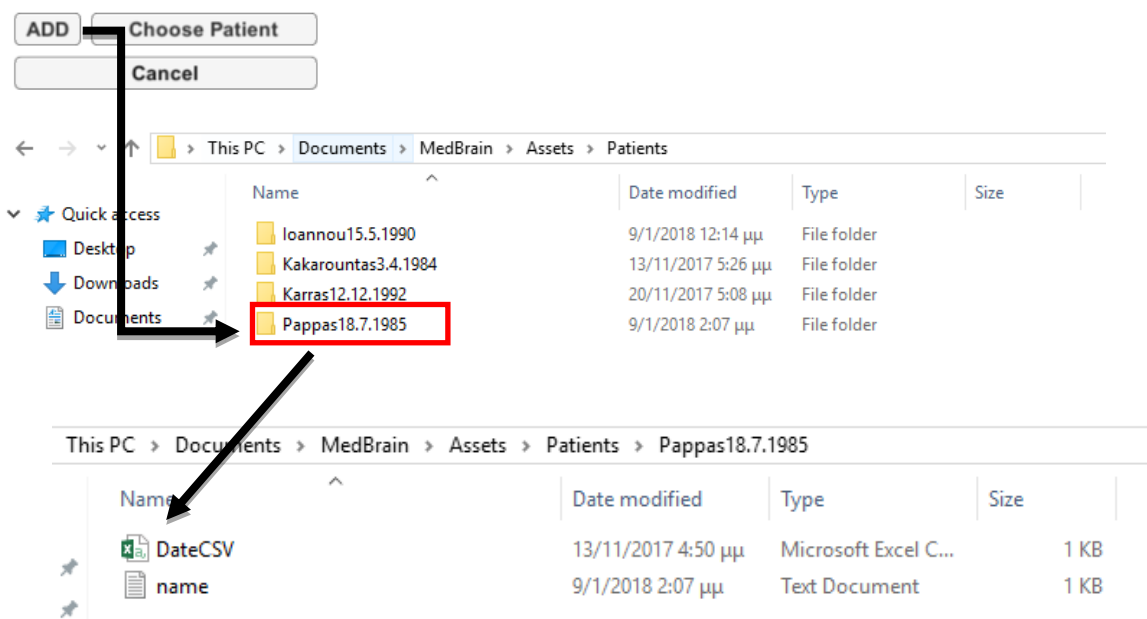 ADD Choose Patient
Cancel
This PC > Documents > MedBrain > Assets > Patients
Name Date modified Type Size
Quick access
Desktop
Downloads
Documents
Ioannou15.5.1990 9/1/2018 12:14 μμ File folder
Kakarountas3.4.1984 13/11/2017 5:26 μμ File folder
Karras12.12.1992 20/11/2017 5:08 μμ File folder
Pappas18.7.1985 9/1/2018 2:07 μμ File folder
This PC > Documents > MedBrain > Assets > Patients > Pappas18.7.1985
Name Date modified Type Size
DateCSV 13/11/2017 4:50 μμ Microsoft Excel C... 1 KB
name 9/1/2018 2:07 μμ Text Document 1 KB